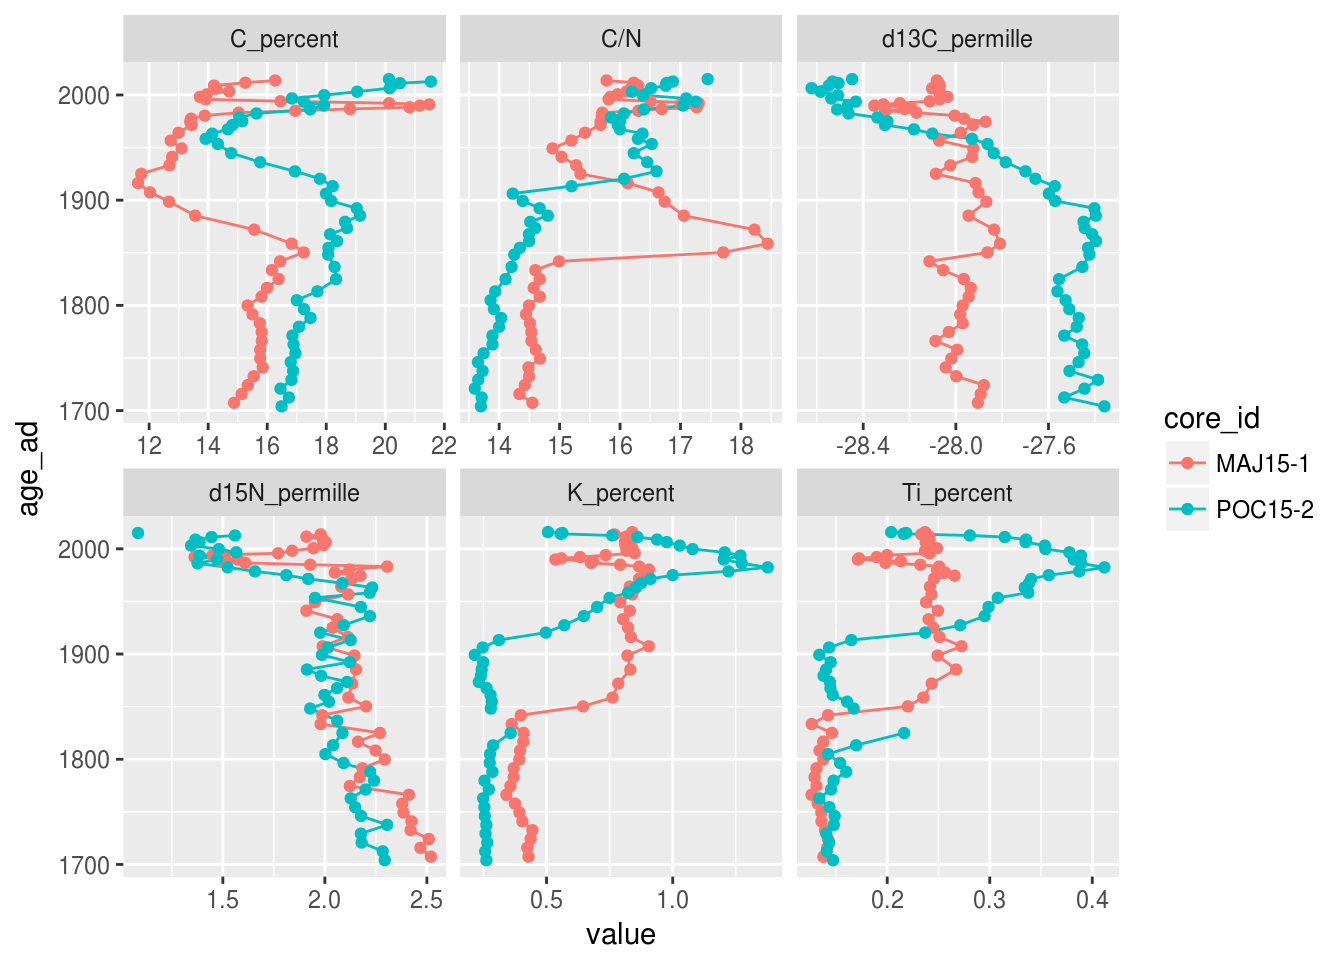 C_percent
C/N
d13C_permille
2000
1900
1800
1700
12 14 16 18 20 22
14 15 16 17 18
-28.4 -28.0 -27.6
age_ad
core_id
MAJ15-1
POC15-2
d15N_permille
K_percent
Ti_percent
2000
1900
1800
1700
1.5 2.0 2.5
0.5 1.0
0.2 0.3 0.4
value